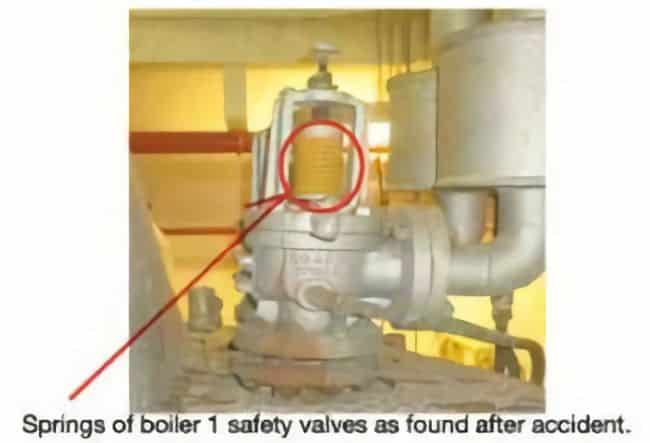 Springs of boiler 1 safety valves as found after accident.